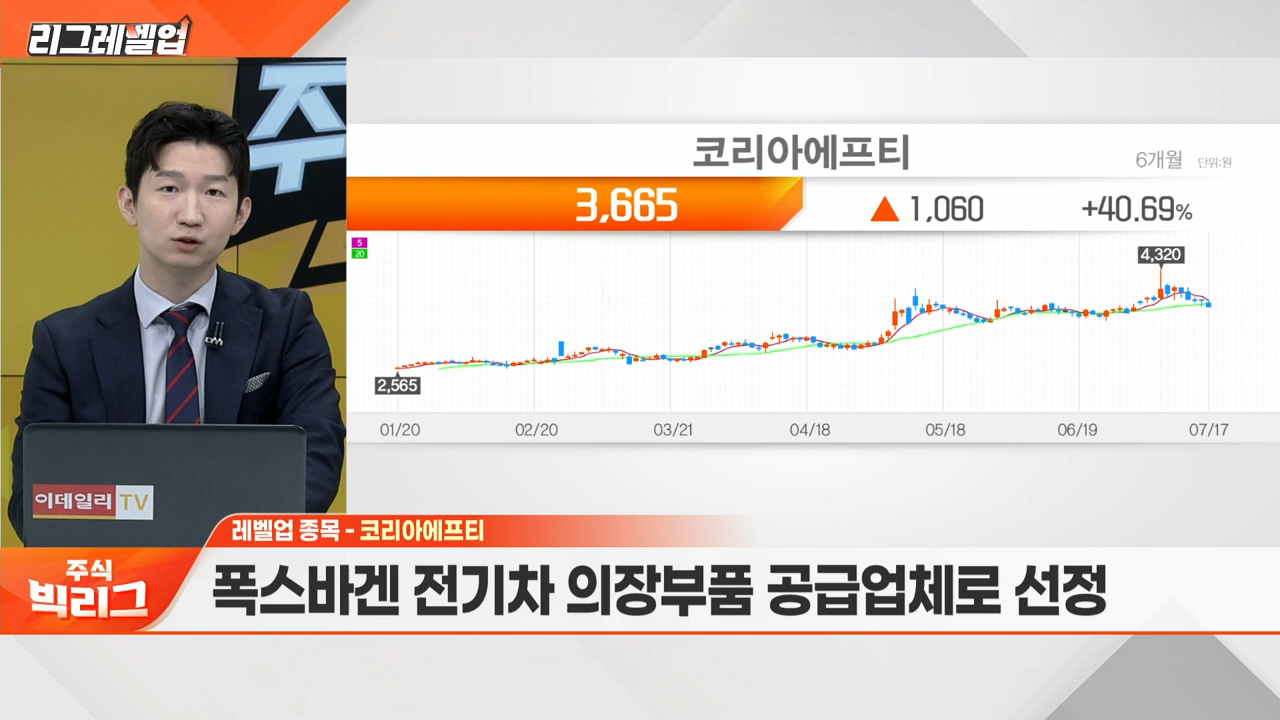 리그레벨업
주
코리아에프티
6개월 단위:원
3,665
▲ 1,060
+40.69%
5
20
4,320
2,565
01/20 02/20 03/21 04/18 05/18 06/19 07/17
이데일리 TV
레벨업 종목 - 코리아에프티
주식
빅리그
폭스바겐 전기차 의장부품 공급업체로 선정